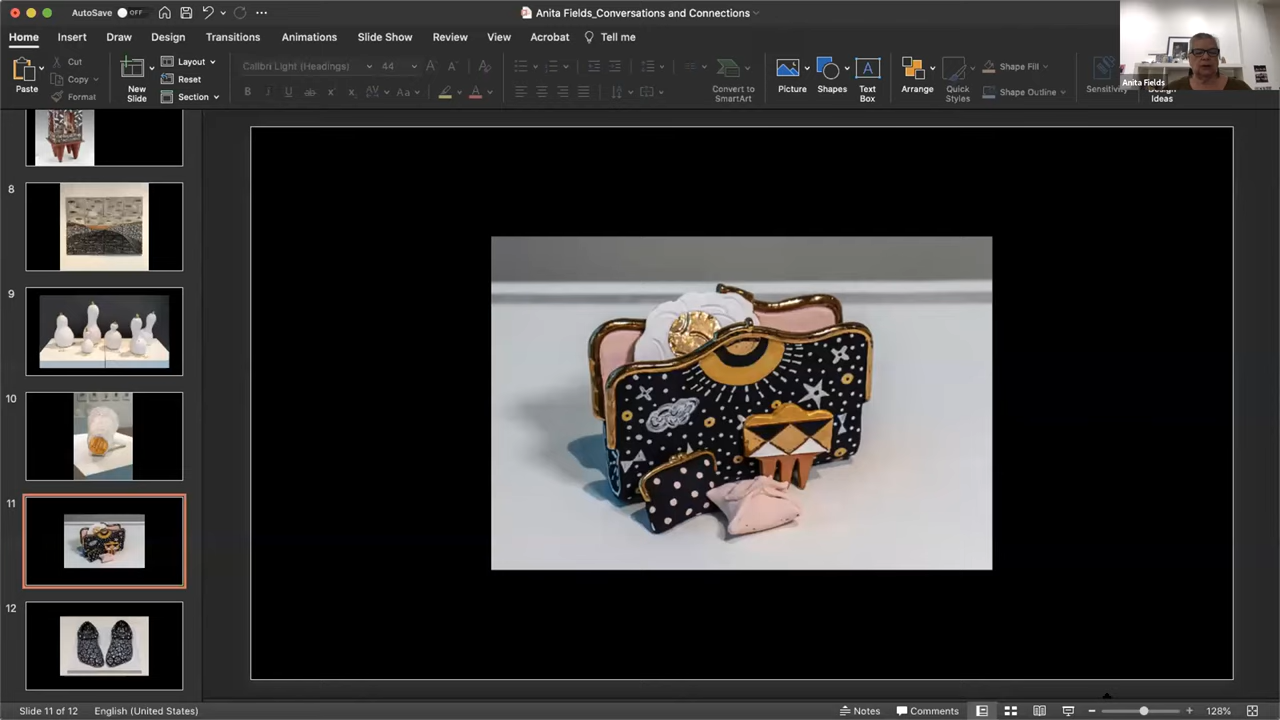 AutoSave OFF
Anita Fields_Conversations and Connections
Home Insert Draw Design Transitions Animations Slide Show Review View Acrobat Tell me
Paste
Cut
Copy
Format
New Slide
Layout
Reset
Section
Calibri Light (Headings) 44
Convert to SmartArt
Picture
Shapes
Text Box
Arrange
Quick Styles
Shape Fill
Shape Outline
Sensitivity
Design Ideas
Anita Fields
8
9
10
11
12
Slide 11 of 12 English (United States) Notes Comments 128%